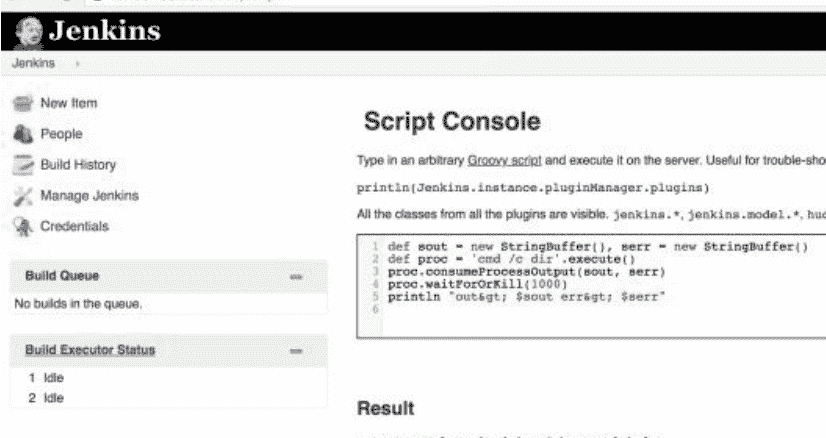 Jenkins
Jenkins
New Item
People
Build History
Manage Jenkins
Credentials
Build Queue
No builds in the queue.
Build Executor Status
1 Idle
2 Idle
Script Console
Type in an arbitrary Groovy script and execute it on the server. Useful for trouble-sho
println(Jenkins.instance.pluginManager.plugins)
All the classes from all the plugins are visible. jenkins.*, jenkins.model.*, hud
1 def sout = new StringBuffer(), serr = new StringBuffer()
2 def proc = 'cmd /c dir'.execute()
3 proc.consumeProcessOutput(sout, serr)
4 proc.waitForOrKill(1000)
5 println "out&gt; $sout err&gt; $serr"
6
Result